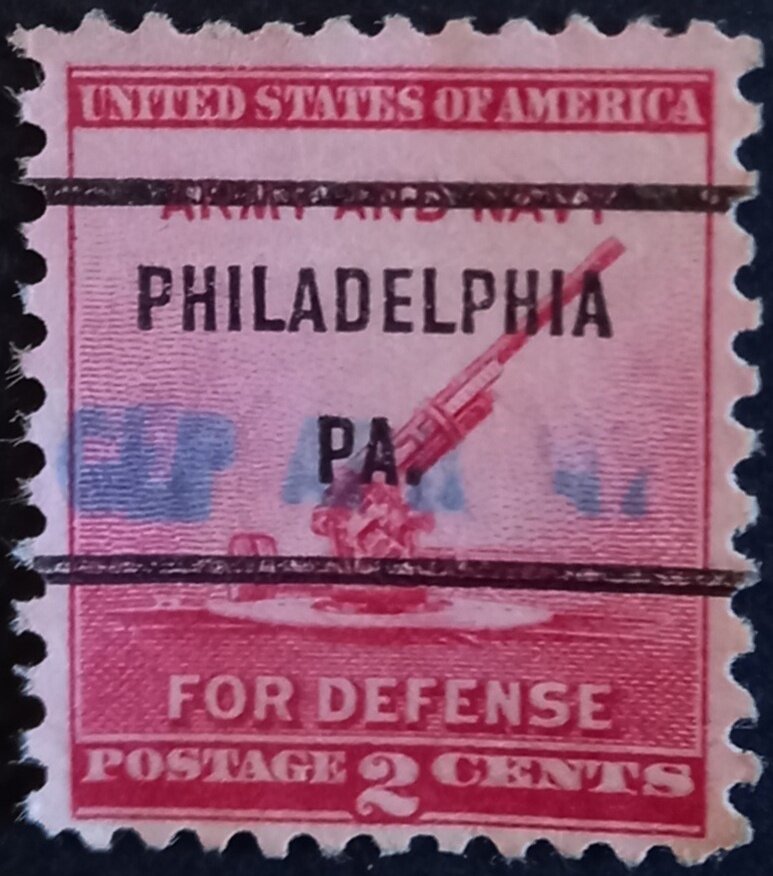 UNITED STATES OF AMERICA
ARMY AND NAVY
PHILADELPHIA
PA.
FOR DEFENSE
POSTAGE 2 CENTS